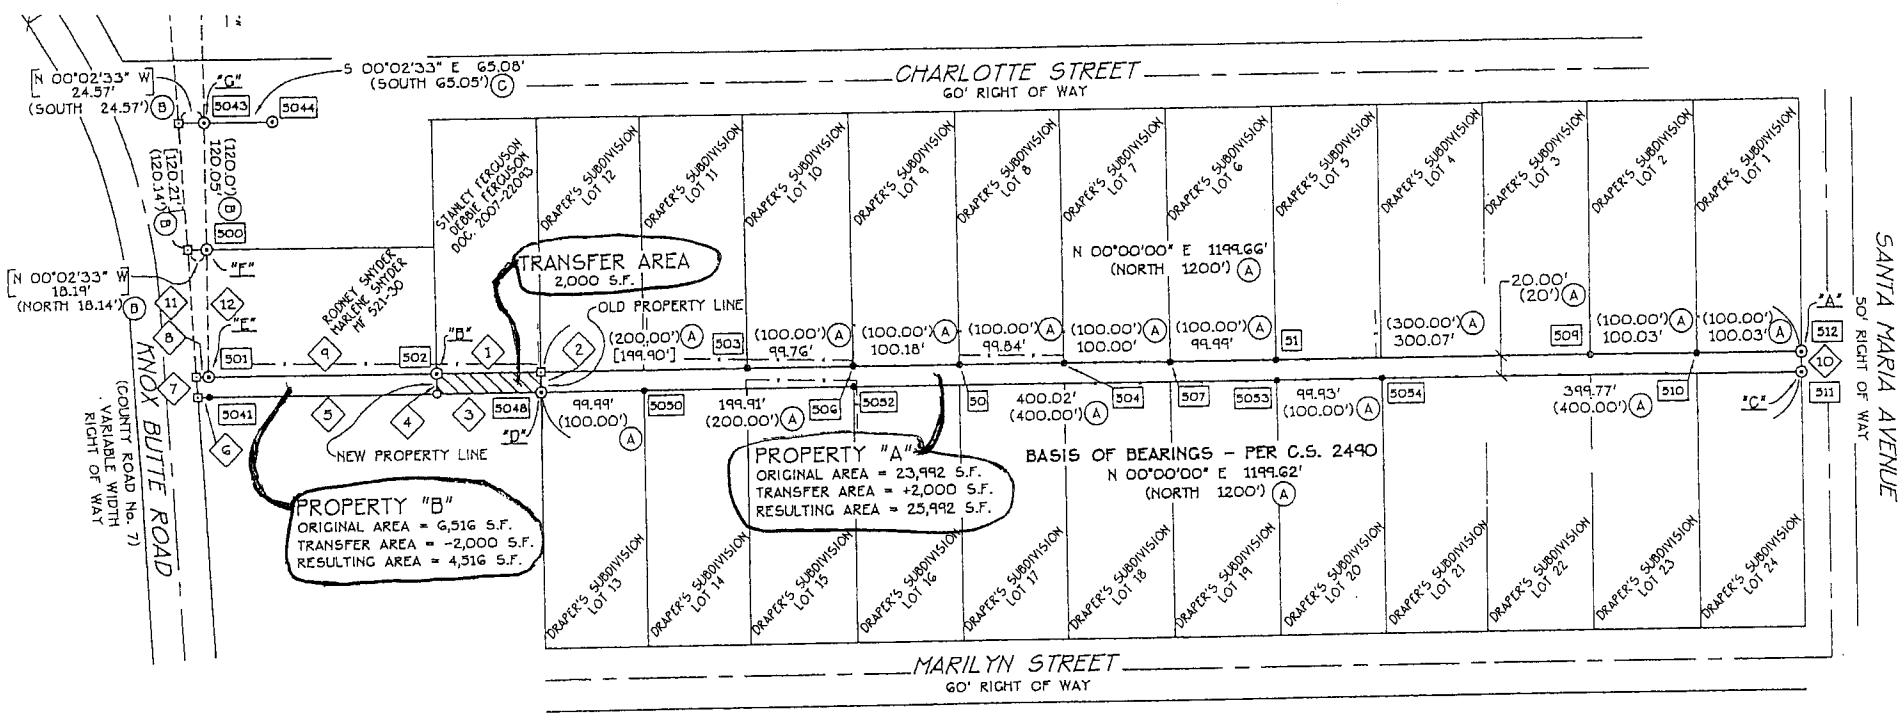 [N 00°02'33" W]
24.57'
(SOUTH 24.57') B
"G"
S 00°02'33" E 65.08'
(SOUTH 65.05') C
5043
5044
CHARLOTTE STREET
60' RIGHT OF WAY
[120.21']
(120.14') B
(120.0') B
120.05'
500
"F"
[N 00°02'33" W]
18.19'
(NORTH 18.14') B
11
12
8
"E"
7
501
9
502
"B"
1
2
RODNEY SNYDER
MARLENE SNYDER
MF 521-30
STANLEY FERGUSON
DEBBIE FERGUSON
DOC. 2007-22093
DRAPER'S SUBDIVISION
LOT 12
DRAPER'S SUBDIVISION
LOT 11
DRAPER'S SUBDIVISION
LOT 10
DRAPER'S SUBDIVISION
LOT 9
DRAPER'S SUBDIVISION
LOT 8
DRAPER'S SUBDIVISION
LOT 7
DRAPER'S SUBDIVISION
LOT 6
DRAPER'S SUBDIVISION
LOT 5
DRAPER'S SUBDIVISION
LOT 4
DRAPER'S SUBDIVISION
LOT 3
DRAPER'S SUBDIVISION
LOT 2
DRAPER'S SUBDIVISION
LOT 1
TRANSFER AREA
2,000 S.F.
OLD PROPERTY LINE
N 00°00'00" E 1199.66'
(NORTH 1200') A
20.00'
(20') A
(200.00') A
[199.90']
503
(100.00') A
99.76'
(100.00') A
100.18'
(100.00') A
99.84'
(100.00') A
100.00'
(100.00') A
99.99'
51
(300.00') A
300.07'
509
(100.00') A
100.03'
(100.00') A
100.03'
"A"
512
10
511
"C"
SANTA MARIA AVENUE
50' RIGHT OF WAY
KNOX BUTTE ROAD
(COUNTY ROAD No. 7)
VARIABLE WIDTH
RIGHT OF WAY
6
5041
5
4
3
5048
"D"
NEW PROPERTY LINE
99.99'
(100.00') A
5050
199.91'
(200.00') A
506
5052
50
400.02'
(400.00') A
504
507
5053
99.93'
(100.00') A
5054
399.77'
(400.00') A
510
PROPERTY "A"
ORIGINAL AREA = 23,992 S.F.
TRANSFER AREA = +2,000 S.F.
RESULTING AREA = 25,992 S.F.
BASIS OF BEARINGS - PER C.S. 2490
N 00°00'00" E 1199.62'
(NORTH 1200') A
PROPERTY "B"
ORIGINAL AREA = 6,516 S.F.
TRANSFER AREA = -2,000 S.F.
RESULTING AREA = 4,516 S.F.
DRAPER'S SUBDIVISION
LOT 13
DRAPER'S SUBDIVISION
LOT 14
DRAPER'S SUBDIVISION
LOT 15
DRAPER'S SUBDIVISION
LOT 16
DRAPER'S SUBDIVISION
LOT 17
DRAPER'S SUBDIVISION
LOT 18
DRAPER'S SUBDIVISION
LOT 19
DRAPER'S SUBDIVISION
LOT 20
DRAPER'S SUBDIVISION
LOT 21
DRAPER'S SUBDIVISION
LOT 22
DRAPER'S SUBDIVISION
LOT 23
DRAPER'S SUBDIVISION
LOT 24
MARILYN STREET
60' RIGHT OF WAY